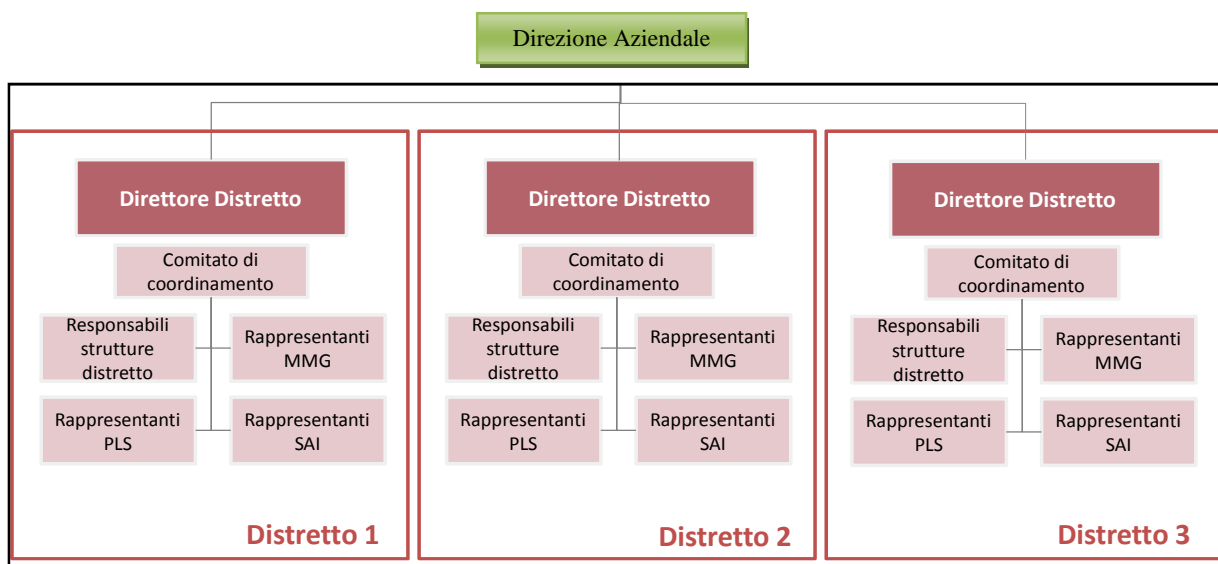 Direzione Aziendale
Direttore Distretto
Comitato di
coordinamento
Responsabili
strutture
distretto
Rappresentanti
MMG
Rappresentanti
PLS
Rappresentanti
SAI
Distretto 1
Direttore Distretto
Comitato di
coordinamento
Responsabili
strutture
distretto
Rappresentanti
MMG
Rappresentanti
PLS
Rappresentanti
SAI
Distretto 2
Direttore Distretto
Comitato di
coordinamento
Responsabili
strutture
distretto
Rappresentanti
MMG
Rappresentanti
PLS
Rappresentanti
SAI
Distretto 3